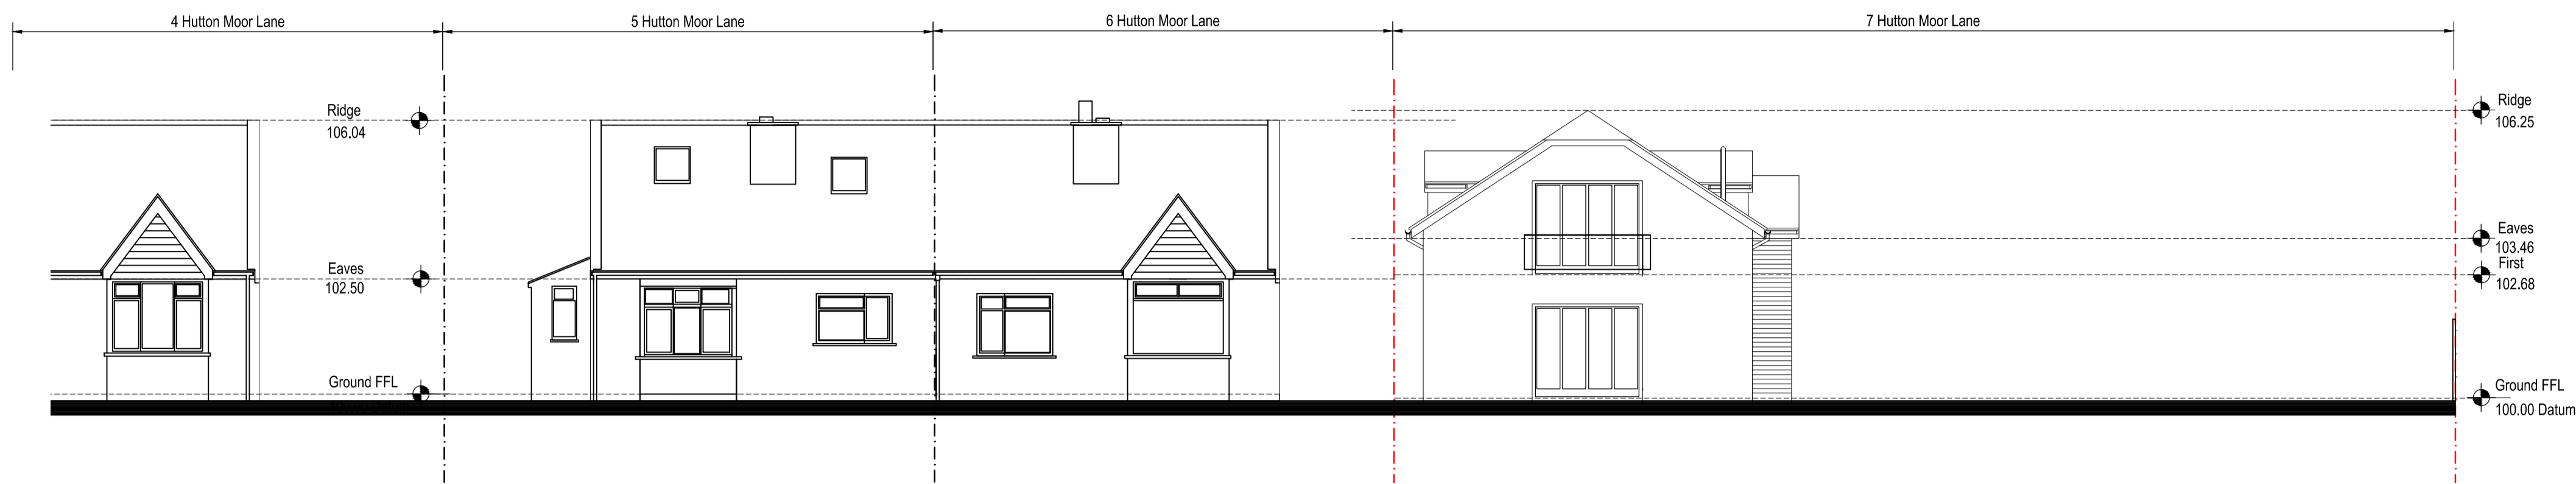 4 Hutton Moor Lane
5 Hutton Moor Lane
6 Hutton Moor Lane
7 Hutton Moor Lane
Ridge
106.04
Eaves
102.50
Ground FFL
Ridge
106.25
Eaves
103.46
First
102.68
Ground FFL
100.00 Datum